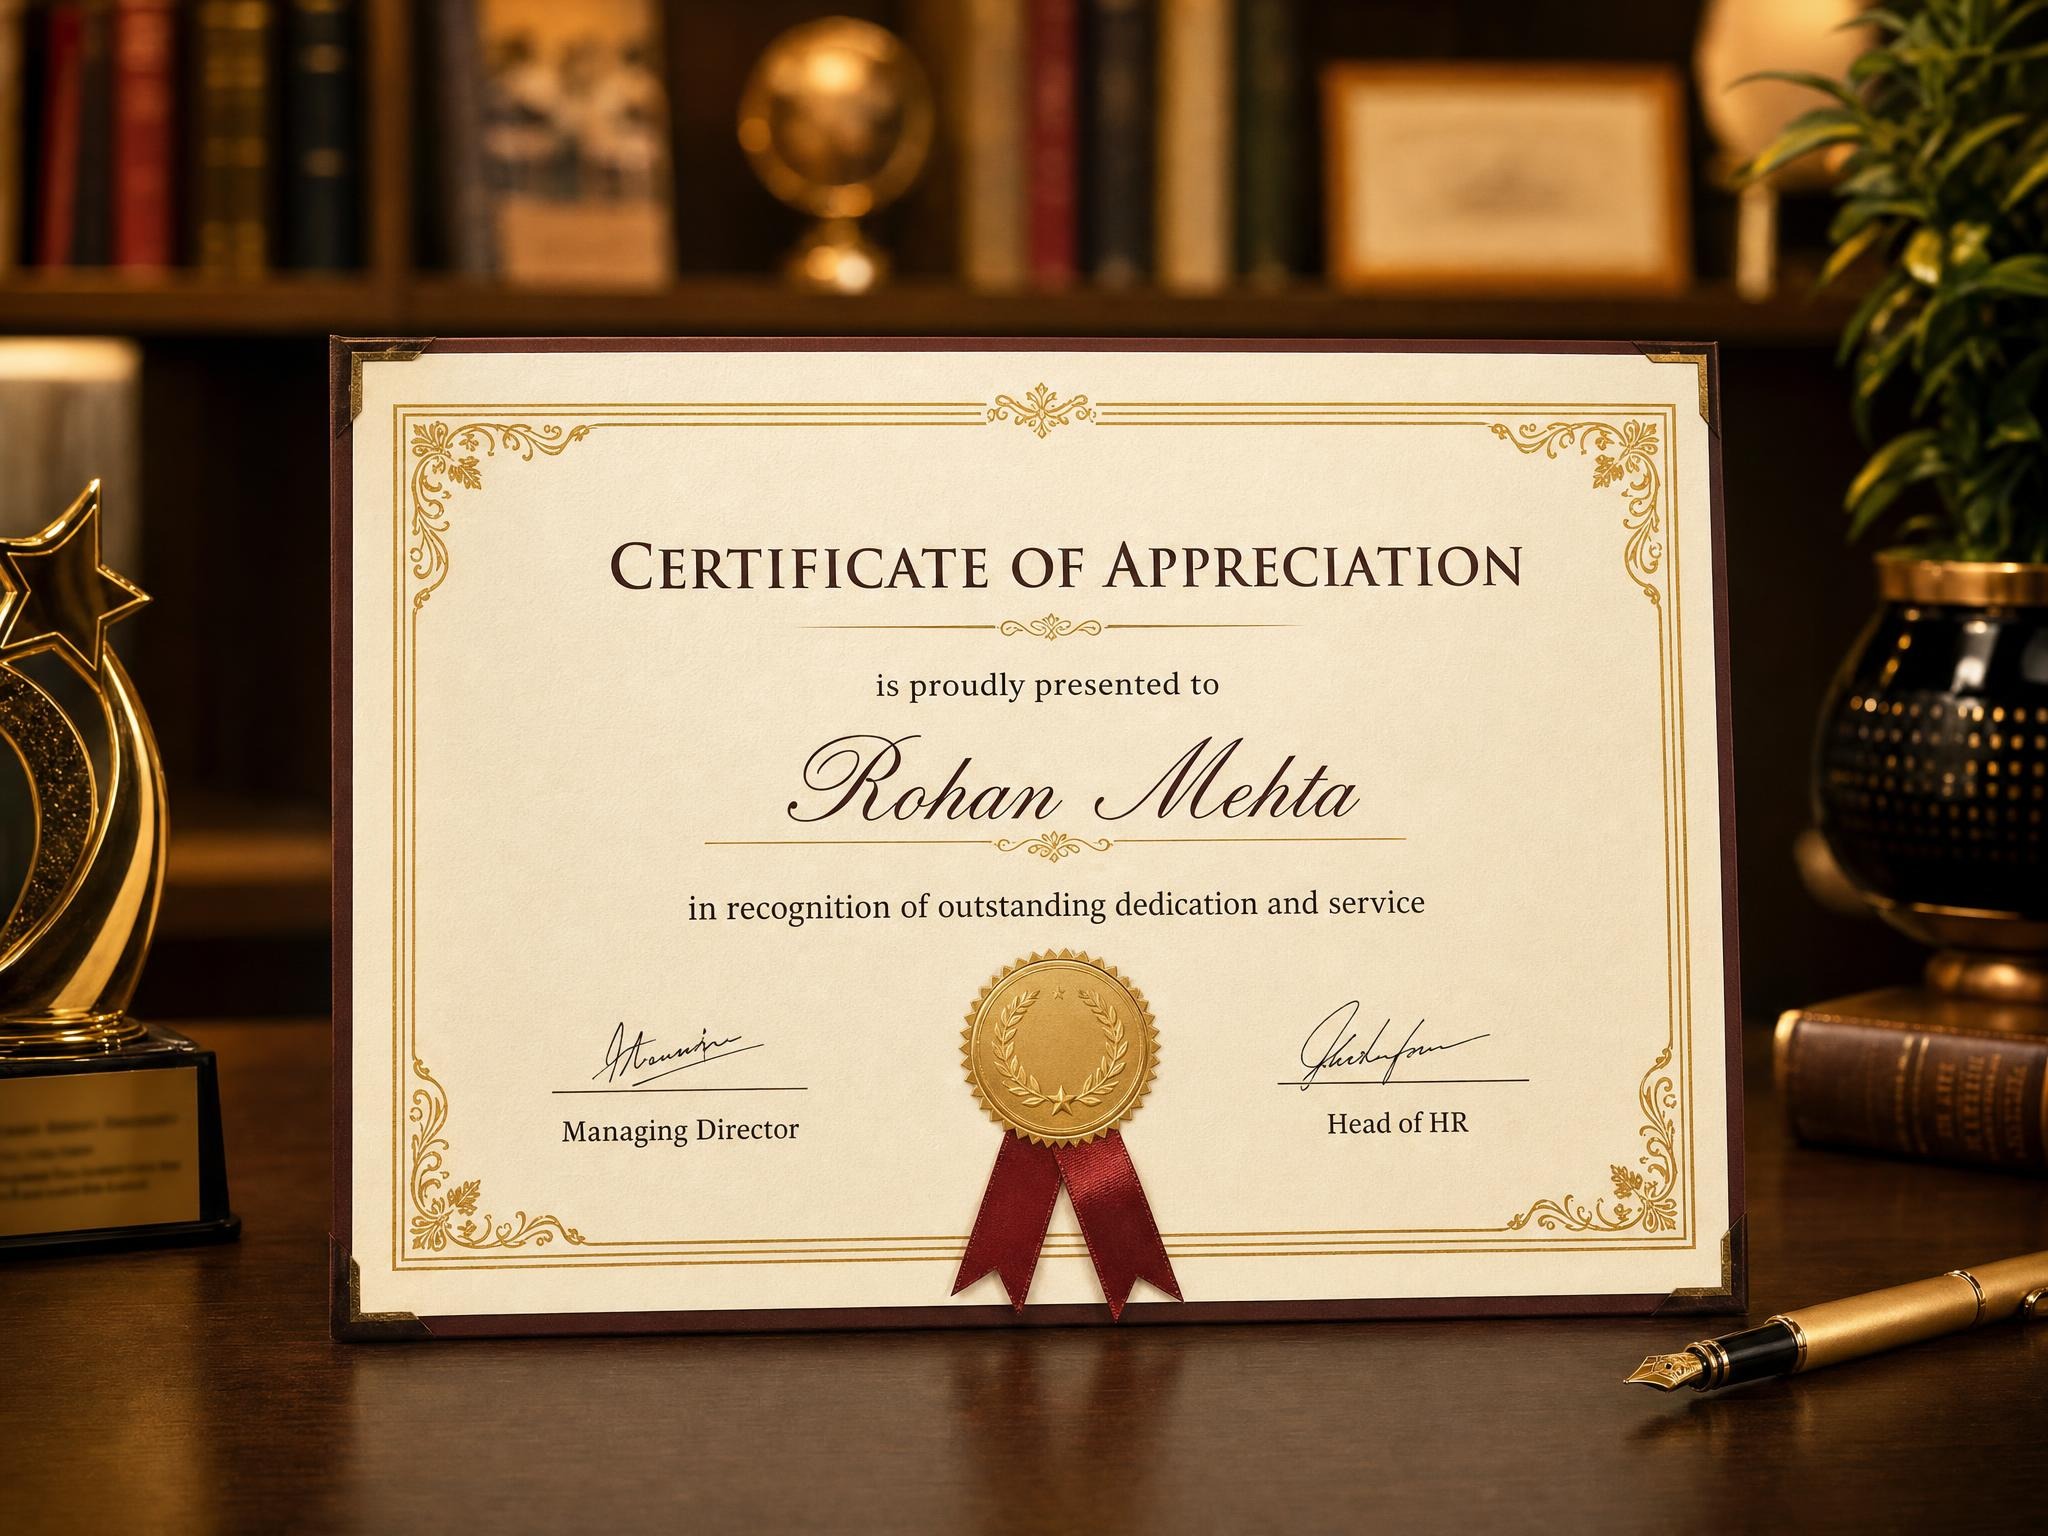 CERTIFICATE OF APPRECIATION
is proudly presented to
Rohan Mehta
in recognition of outstanding dedication and service
Managing Director
Head of HR